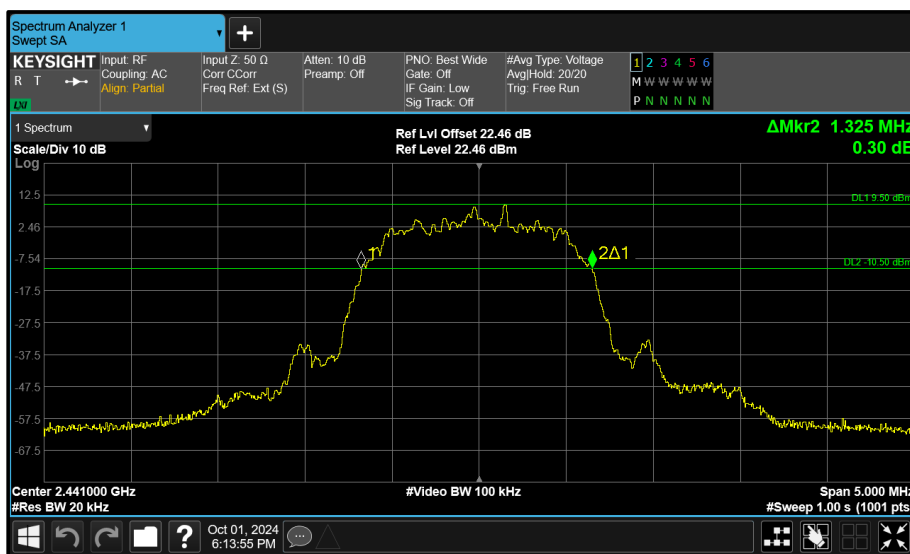 Spectrum Analyzer 1
Swept SA
+
KEYSIGHT
R T
LXI
Input: RF
Coupling: AC
Align: Partial
Input Z: 50 Ω
Corr CCorr
Freq Ref: Ext (S)
Atten: 10 dB
Preamp: Off
PNO: Best Wide
Gate: Off
IF Gain: Low
Sig Track: Off
#Avg Type: Voltage
Avg|Hold: 20/20
Trig: Free Run
1 2 3 4 5 6
M W W W W W
P N N N N N
1 Spectrum
Scale/Div 10 dB
Ref Lvl Offset 22.46 dB
Ref Level 22.46 dBm
ΔMkr2 1.325 MHz
0.30 dB
Log
12.5
DL1 9.50 dBm
2.46
1
2Δ1
-7.54
DL2 -10.50 dBm
-17.5
-27.5
-37.5
-47.5
-57.5
-67.5
Center 2.441000 GHz
#Video BW 100 kHz
Span 5.000 MHz
#Res BW 20 kHz
#Sweep 1.00 s (1001 pts
?
Oct 01, 2024
6:13:55 PM